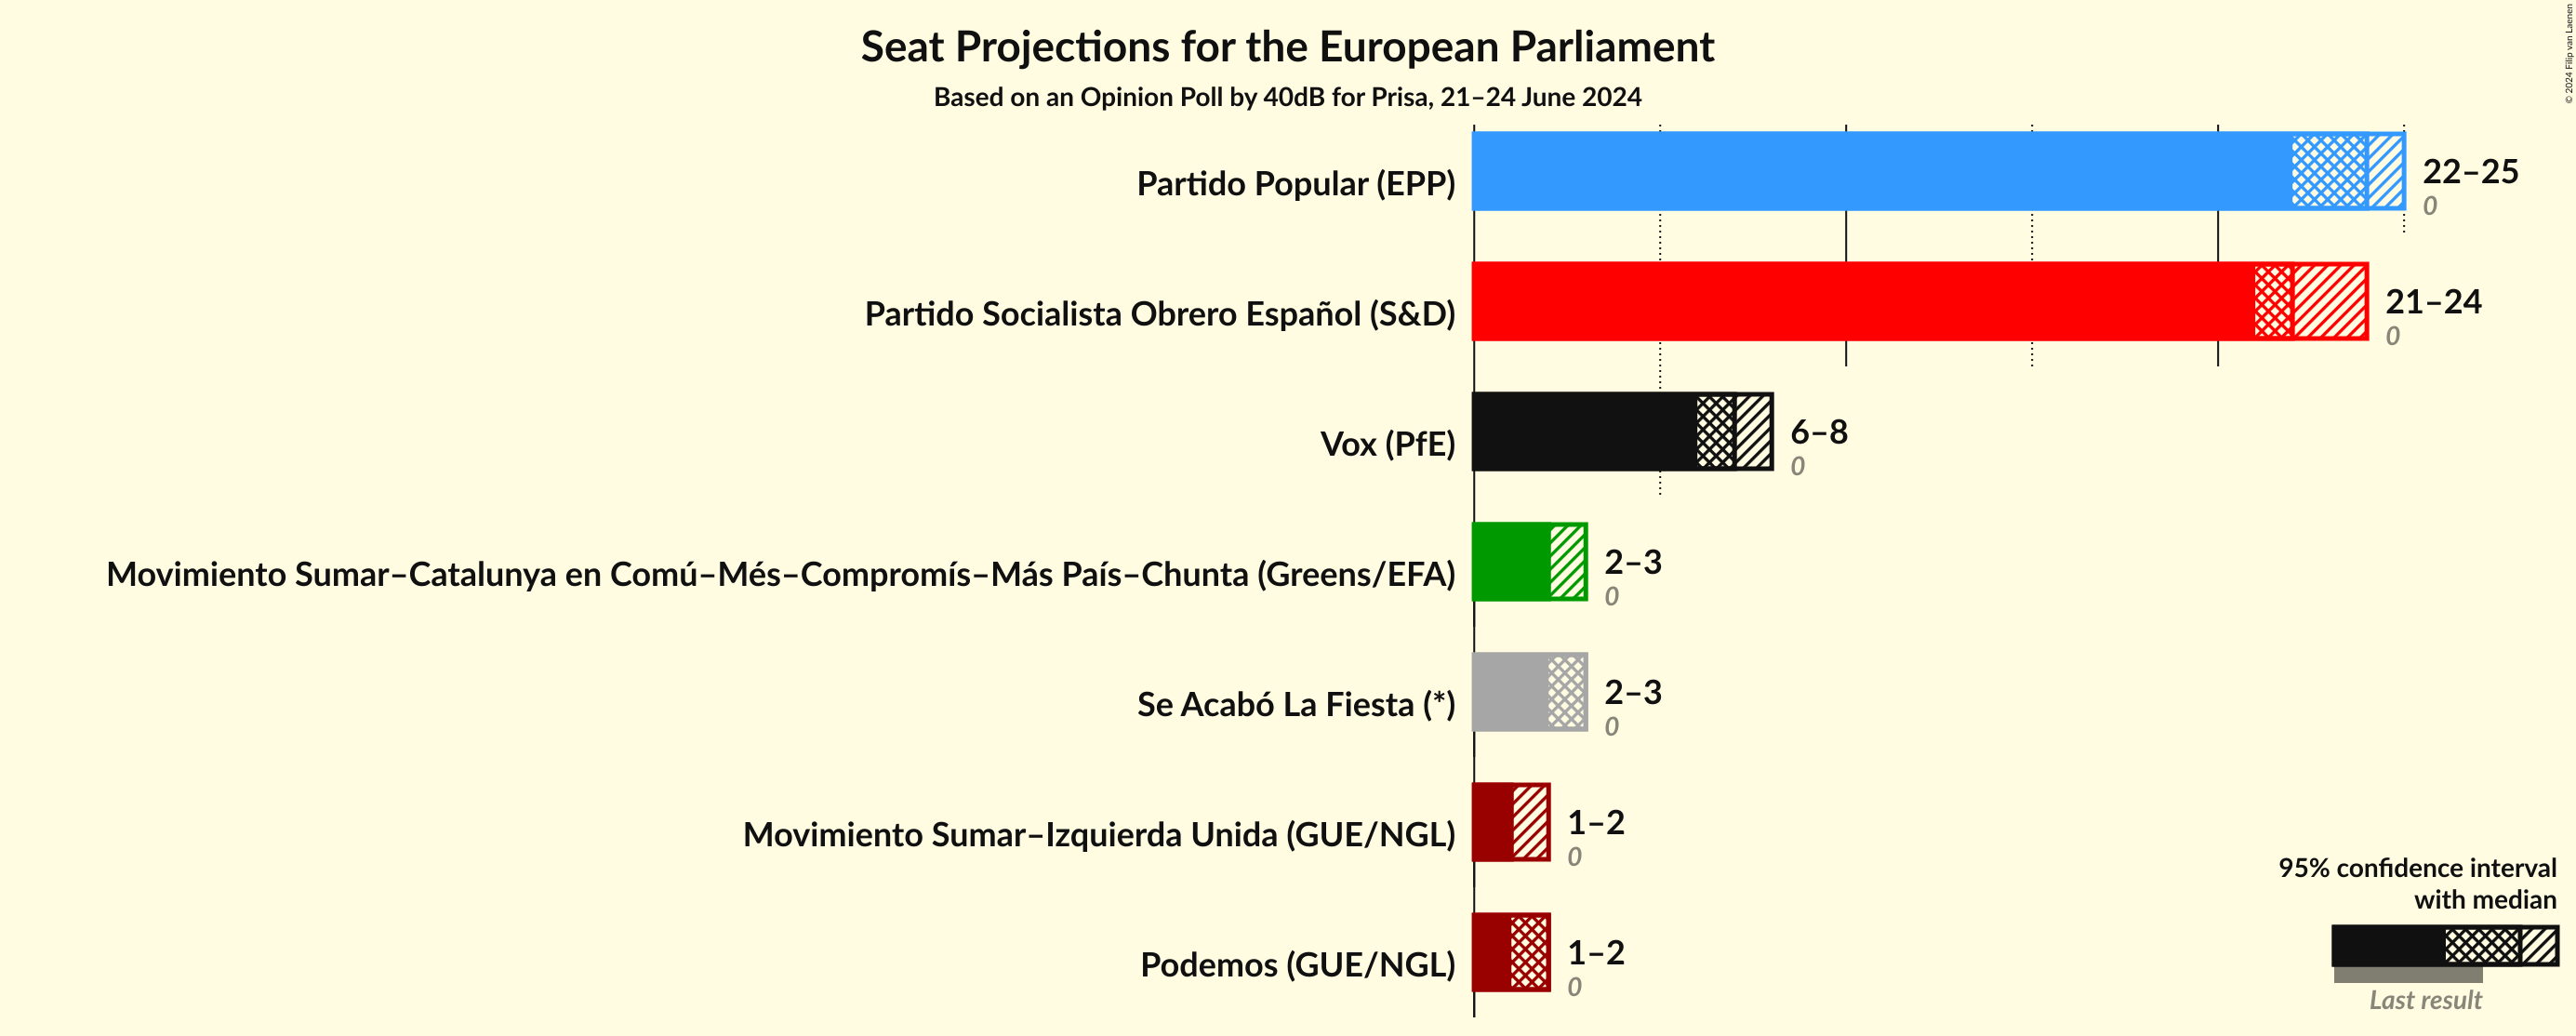 Seat Projections for the European Parliament
Based on an Opinion Poll by 40dB for Prisa, 21–24 June 2024
© 2024 Filip van Laenen
Partido Popular (EPP)
22–25
0
Partido Socialista Obrero Español (S&D)
21–24
0
Vox (PfE)
6–8
0
Movimiento Sumar–Catalunya en Comú–Més–Compromís–Más País–Chunta (Greens/EFA)
2–3
0
Se Acabó La Fiesta (*)
2–3
0
Movimiento Sumar–Izquierda Unida (GUE/NGL)
1–2
0
Podemos (GUE/NGL)
1–2
0
95% confidence interval
with median
Last result